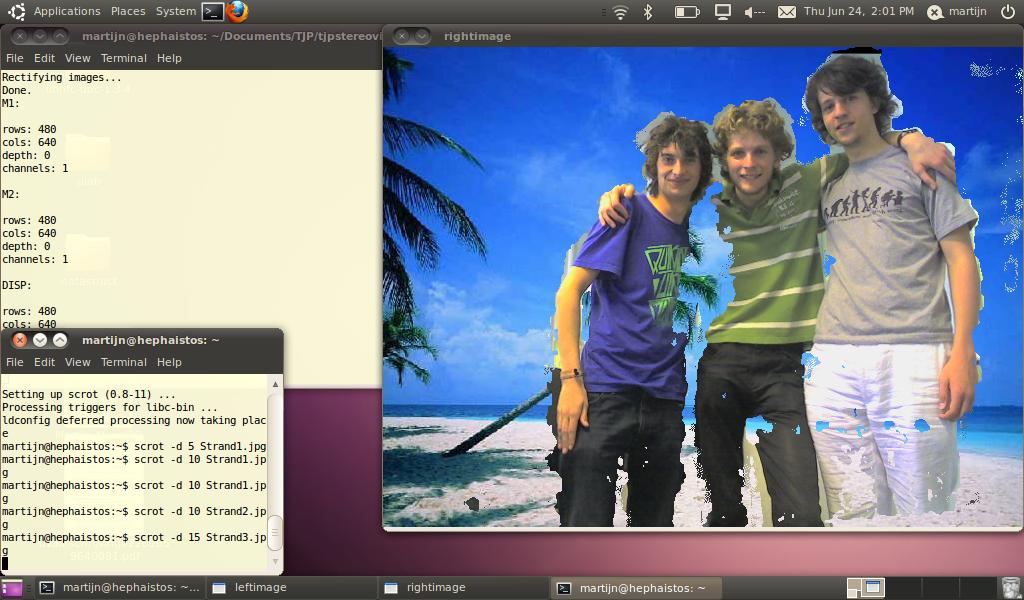 Applications Places System
Thu Jun 24, 2:01 PM martijn
martijn@hephaistos: ~/Documents/TJP/tjpstereovi
File Edit View Terminal Help
Rectifying images...
Done.
M1:
rows: 480
cols: 640
depth: 0
channels: 1
M2:
rows: 480
cols: 640
depth: 0
channels: 1
DISP:
rows: 480
cols: 640
martijn@hephaistos: ~
File Edit View Terminal Help
Setting up scrot (0.8-11) ...
Processing triggers for libc-bin ...
ldconfig deferred processing now taking plac
e
martijn@hephaistos:~$ scrot -d 5 Strand1.jpg
martijn@hephaistos:~$ scrot -d 10 Strand1.jp
g
martijn@hephaistos:~$ scrot -d 10 Strand1.jp
g
martijn@hephaistos:~$ scrot -d 10 Strand2.jp
g
martijn@hephaistos:~$ scrot -d 15 Strand3.jp
g
rightimage
martijn@hephaistos: ~...
leftimage
rightimage
martijn@hephaistos: ~